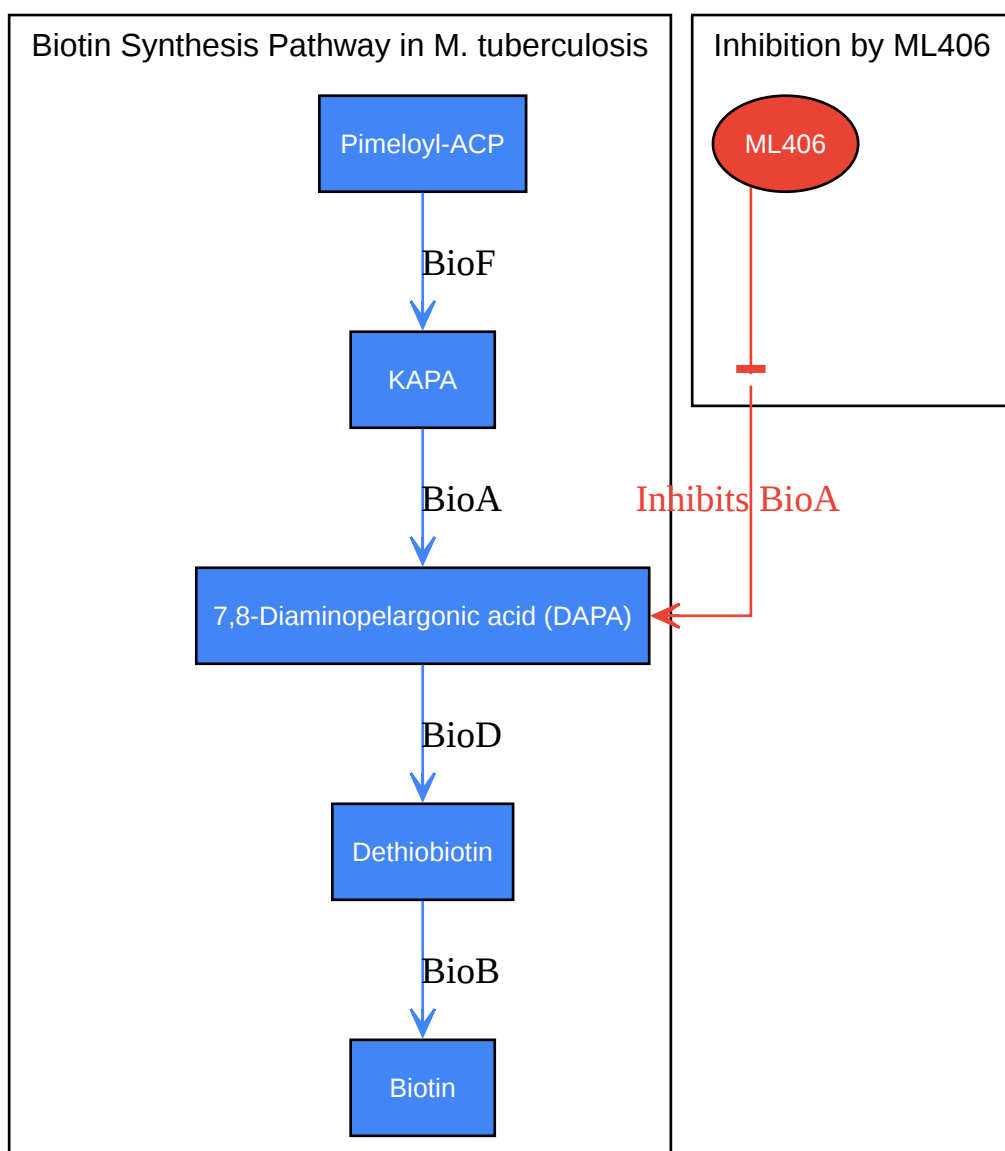 Biotin Synthesis Pathway in M. tuberculosis
Inhibition by ML406
Pimeloyl-ACP
ML406
BioF
KAPA
BioA
Inhibits BioA
7,8-Diaminopelargonic acid (DAPA)
BioD
Dethiobiotin
BioB
Biotin